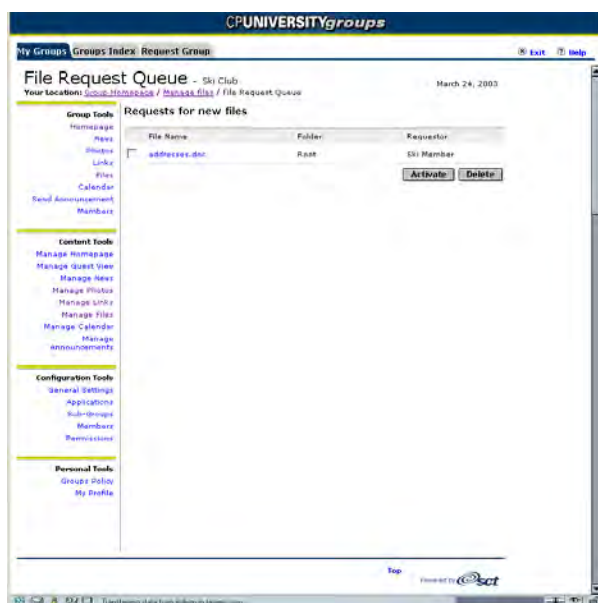 CPUNIVERSITYgroups
My Groups Groups Index Request Group Exit Help
File Request Queue - Ski Club March 24, 2003
Your Location: Group Homepage / Manage files / File Request Queue
Group Tools
Homepage
News
Photos
Links
Files
Calendar
Send Announcement
Members
Requests for new files
File Name Folder Requestor
addresses.doc Root Ski Member
Activate Delete
Content Tools
Manage Homepage
Manage Guest View
Manage News
Manage Photos
Manage Links
Manage Files
Manage Calendar
Manage
Announcements
Configuration Tools
General Settings
Applications
Sub-Groups
Members
Permissions
Personal Tools
Groups Policy
My Profile
Top
Powered by sct